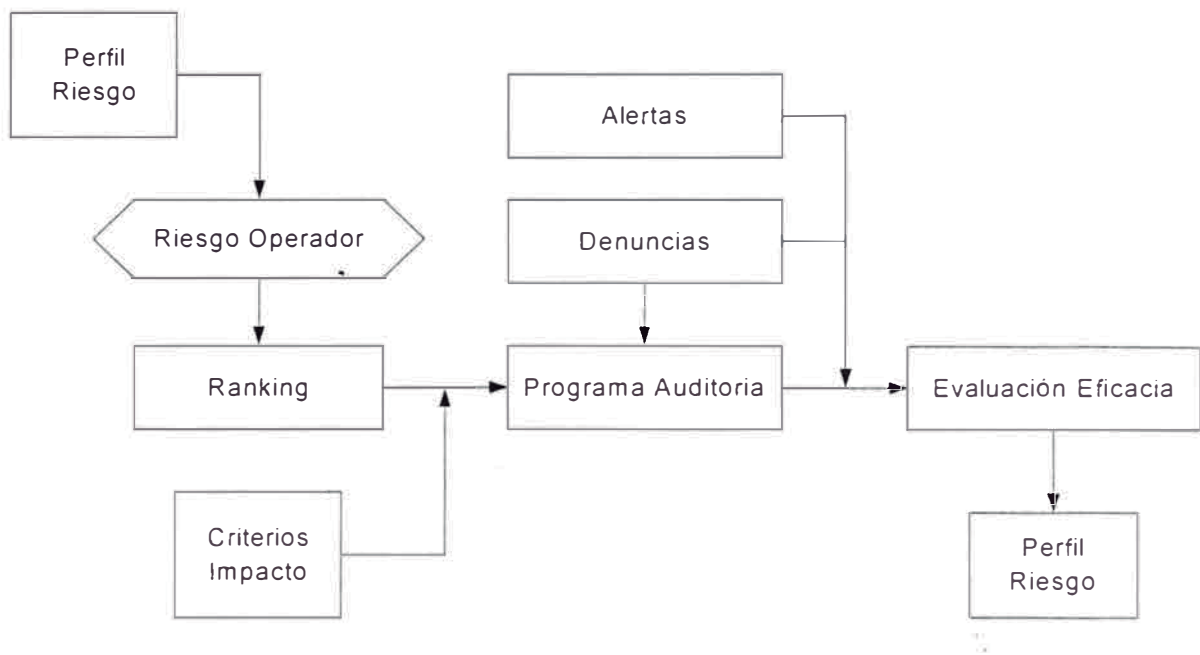 Perfil
Riesgo
Alertas
Riesgo Operador
Denuncias
Ranking
Programa Auditoria
Evaluación Eficacia
Criterios
Impacto
Perfil
Riesgo